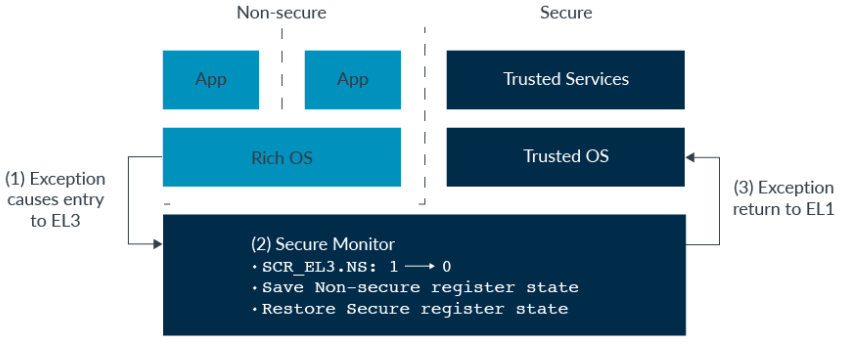 Non-secure
Secure
App
App
Trusted Services
Rich OS
Trusted OS
(1) Exception
causes entry
to EL3
(3) Exception
return to EL1
(2) Secure Monitor
· SCR_EL3.NS: 1 ⟶ 0
· Save Non-secure register state
· Restore Secure register state